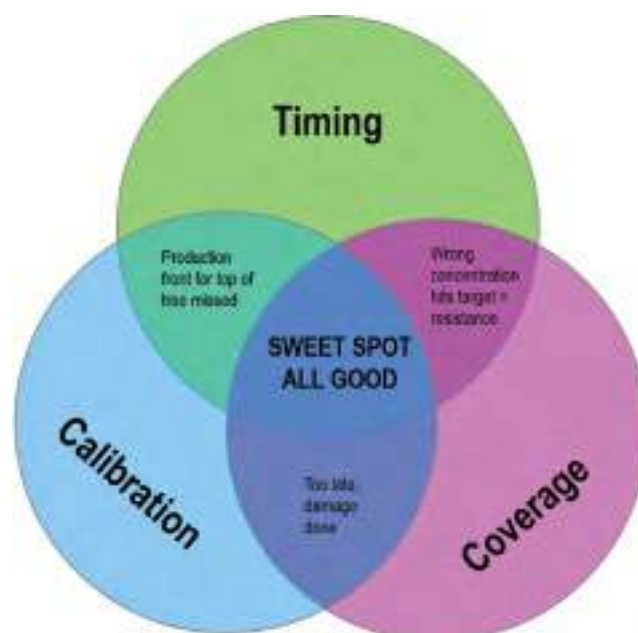 Timing
Production
front for top of
tree missed
Wrong
concentration
hits target =
resistance
SWEET SPOT
ALL GOOD
Calibration
Too late,
damage
done
Coverage